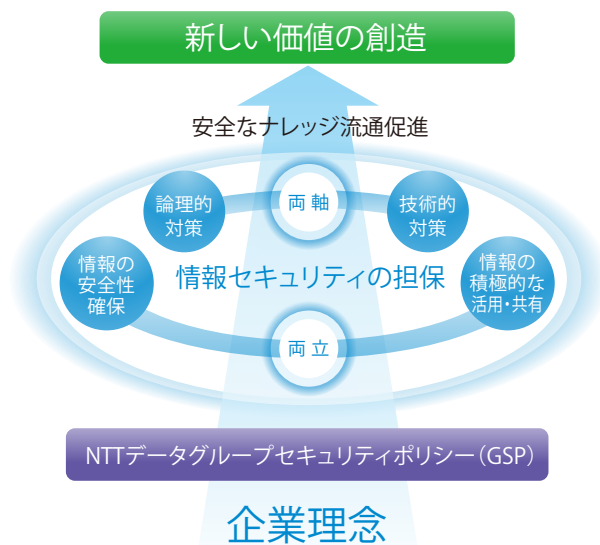 新しい価値の創造
安全なナレッジ流通促進
論理的
対策
両軸
技術的
対策
情報の
安全性
確保
情報セキュリティの担保
情報の
積極的な
活用・共有
両立
NTTデータグループセキュリティポリシー（GSP）
企業理念